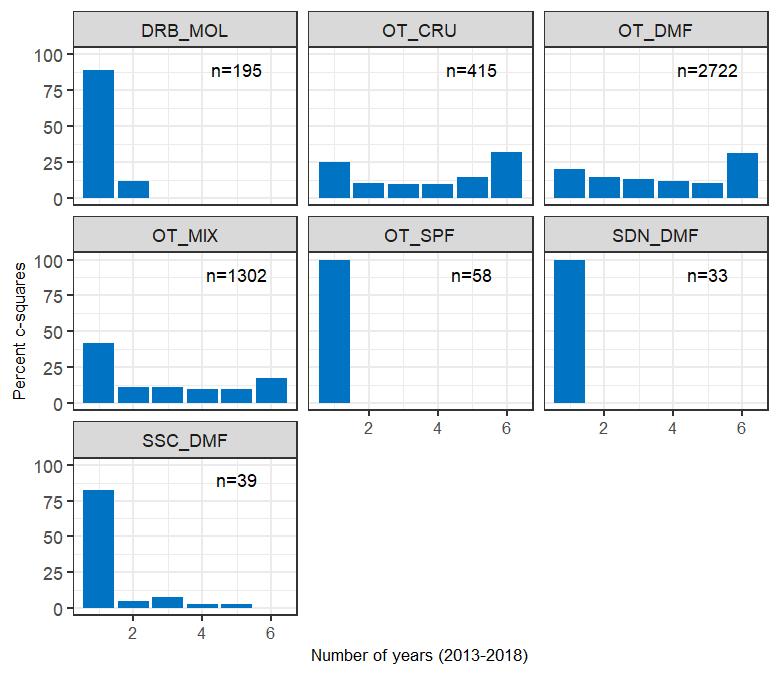 DRB_MOL OT_CRU OT_DMF
n=195 n=415 n=2722
100
75
50
25
0
OT_MIX OT_SPF SDN_DMF
n=1302 n=58 n=33
100
75
50
25
0
2 4 6 2 4 6
SSC_DMF
n=39
100
75
50
25
0
2 4 6
Percent c-squares
Number of years (2013-2018)